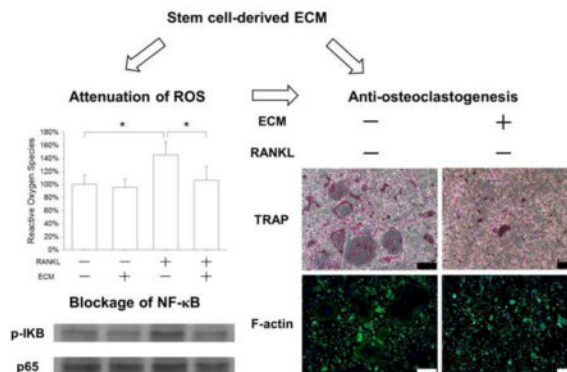 Stem cell-derived ECM
Attenuation of ROS
Reactive Oxygen Species
180%
160%
140%
120%
100%
80%
60%
40%
20%
0%
* *
RANKL − − + +
ECM − + − +
Blockage of NF-κB
p-IKB
p65
Anti-osteoclastogenesis
ECM − +
RANKL − −
TRAP
F-actin